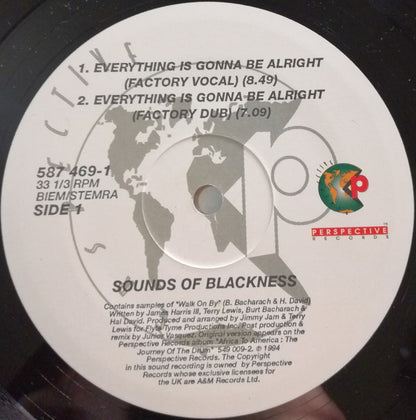 1. EVERYTHING IS GONNA BE ALRIGHT
(FACTORY VOCAL) (8.49)
2. EVERYTHING IS GONNA BE ALRIGHT
(FACTORY DUB) (7.09)
587 469-1
33 1/3 RPM
BIEM/STEMRA
SIDE 1
PERSPECTIVE
RECORDS
TM
SOUNDS OF BLACKNESS
Contains samples of "Walk On By" (B. Bacharach & H. David)
Written by James Harris III, Terry Lewis, Burt Bacharach &
Hal David. Produced and arranged by Jimmy Jam & Terry
Lewis for Flyte Tyme Productions Inc. Post production &
remix by Junior Vasquez. Original version appears on the
Perspective Records album "Africa To America : The
Journey Of The Drum" 549 009-2. ℗ 1994
Perspective Records, The Copyright
in this sound recording is owned by Perspective
Records whose exclusive licensees for
the UK are A&M Records Ltd.